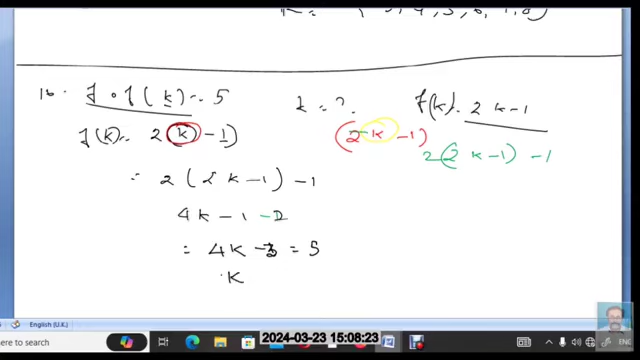 16. f o f (k) = 5
k = ?
f(k) = 2k-1
f(k) = 2(k) -1)
(2-k -1)
2(2k-1) -1
= 2(2k-1) -1
4k - 1 -2
= 4k -3 = 5
k
English (U.K.)
2024-03-23 15:08:23
ENG